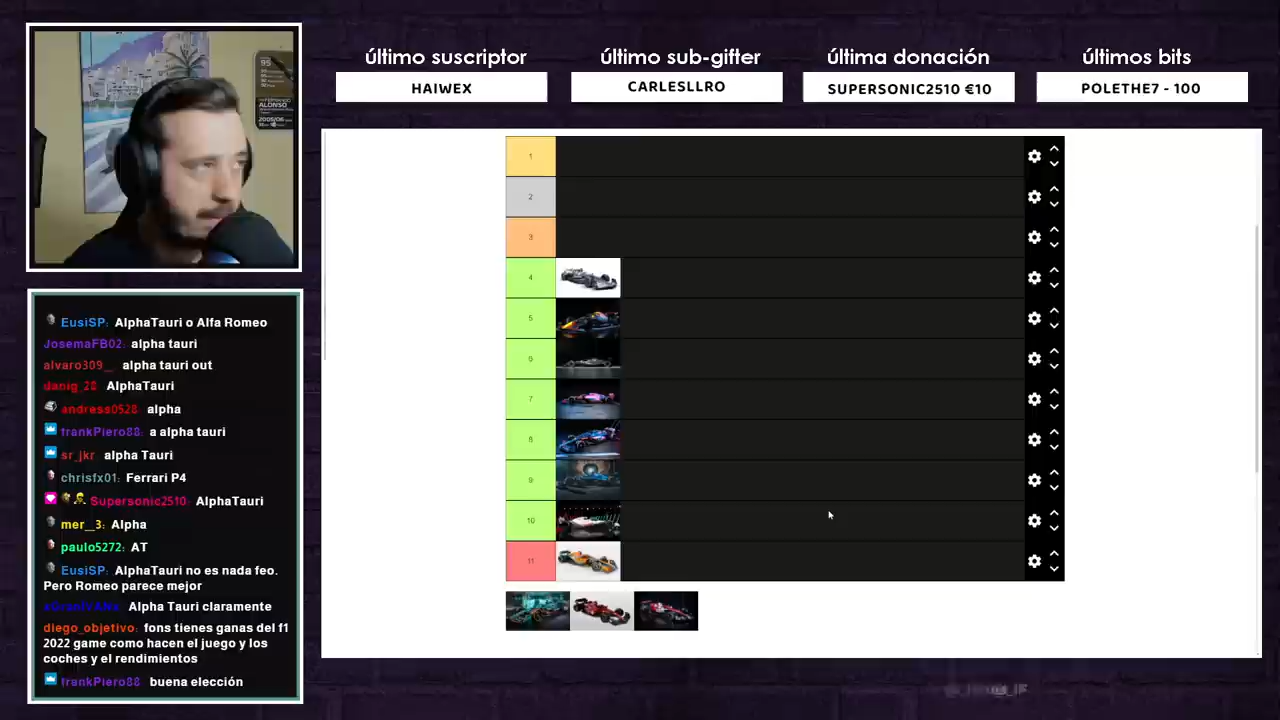 último suscriptor
último sub-gifter
última donación
últimos bits
HAIWEX
CARLESLLRO
SUPERSONIC2510 €10
POLETHE7 - 100
FERNANDO
ALONSO
2005/06
1
2
3
4
5
6
7
8
9
10
11
EusiSP: AlphaTauri o Alfa Romeo
JosemaFB02: alpha tauri
alvaro309__ alpha tauri out
danig_28 AlphaTauri
andress0528 alpha
frankPiero88: a alpha tauri
sr_jkr alpha Tauri
chrisfx01: Ferrari P4
Supersonic2510 AlphaTauri
mer__3: Alpha
paulo5272: AT
EusiSP: AlphaTauri no es nada feo.
Pero Romeo parece mejor
Alpha Tauri claramente
diego_objetivo: fons tienes ganas del f1
2022 game como hacen el juego y los
coches y el rendimientos
frankPiero88 buena elección